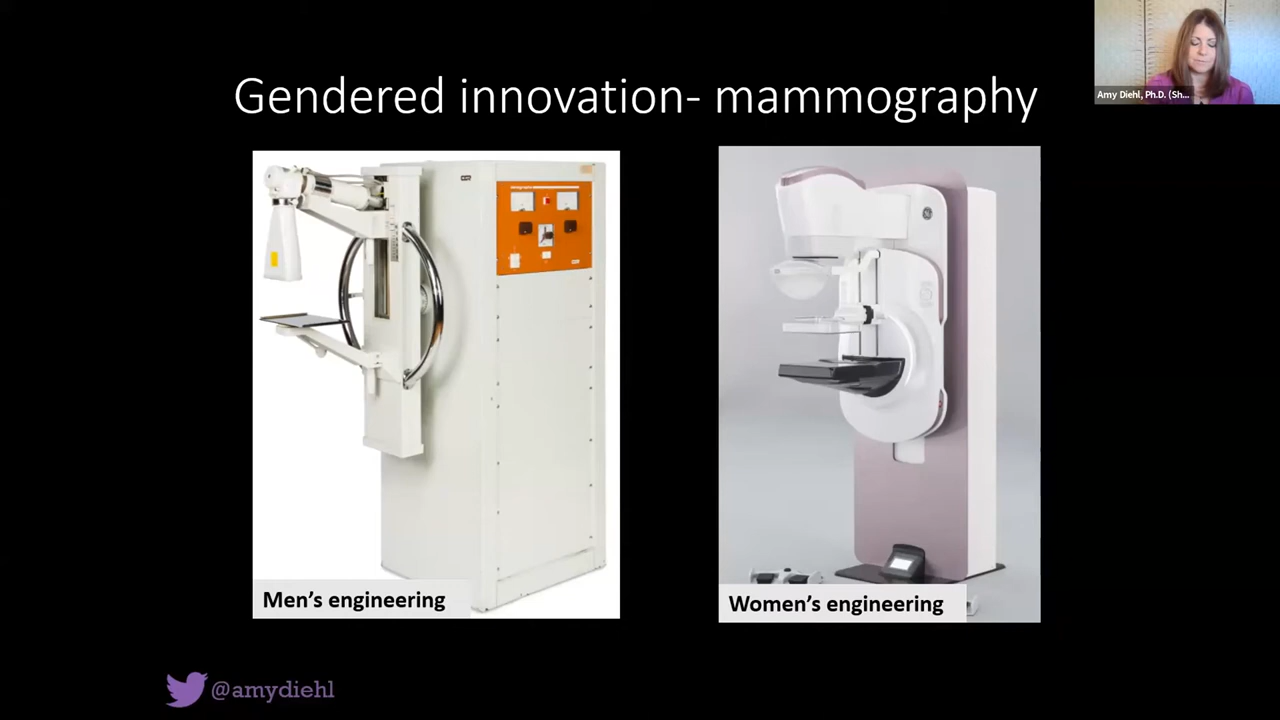 Gendered innovation- mammography
Amy Diehl, Ph.D. (Sh...
Men's engineering
Women's engineering
@amydiehl